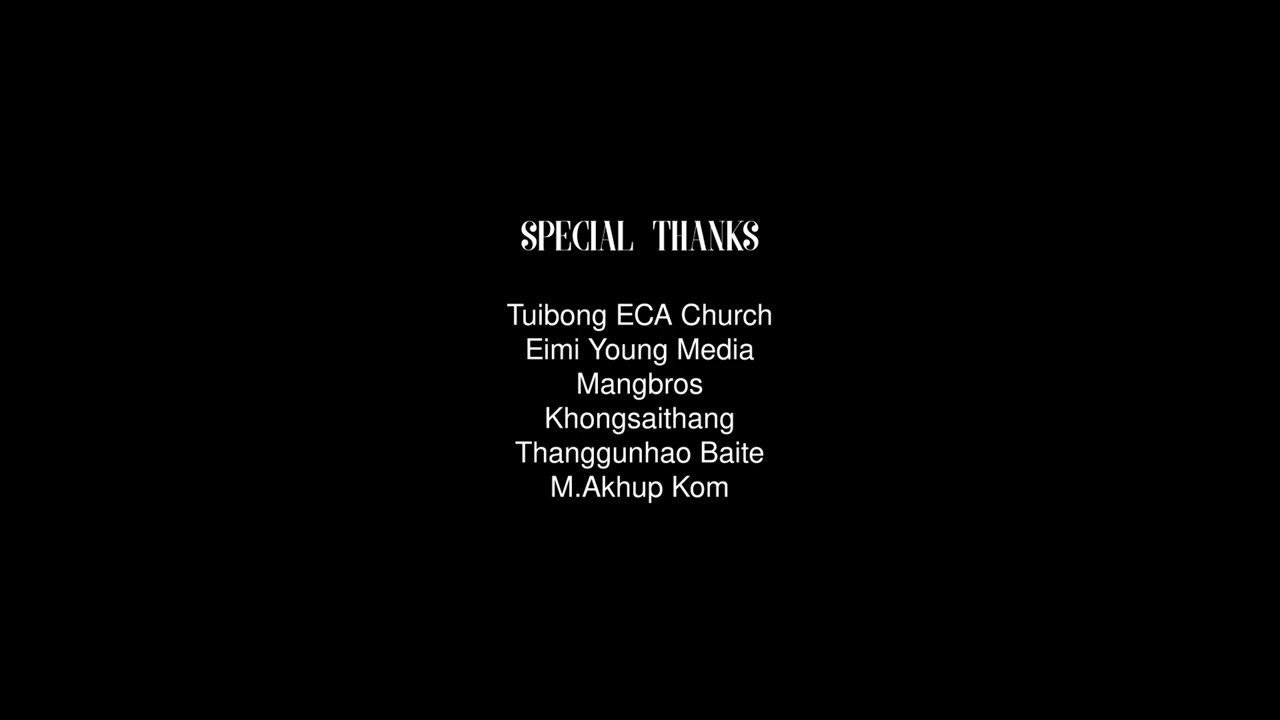 SPECIAL THANKS
Tuibong ECA Church
Eimi Young Media
Mangbros
Khongsaithang
Thanggunhao Baite
M.Akhup Kom